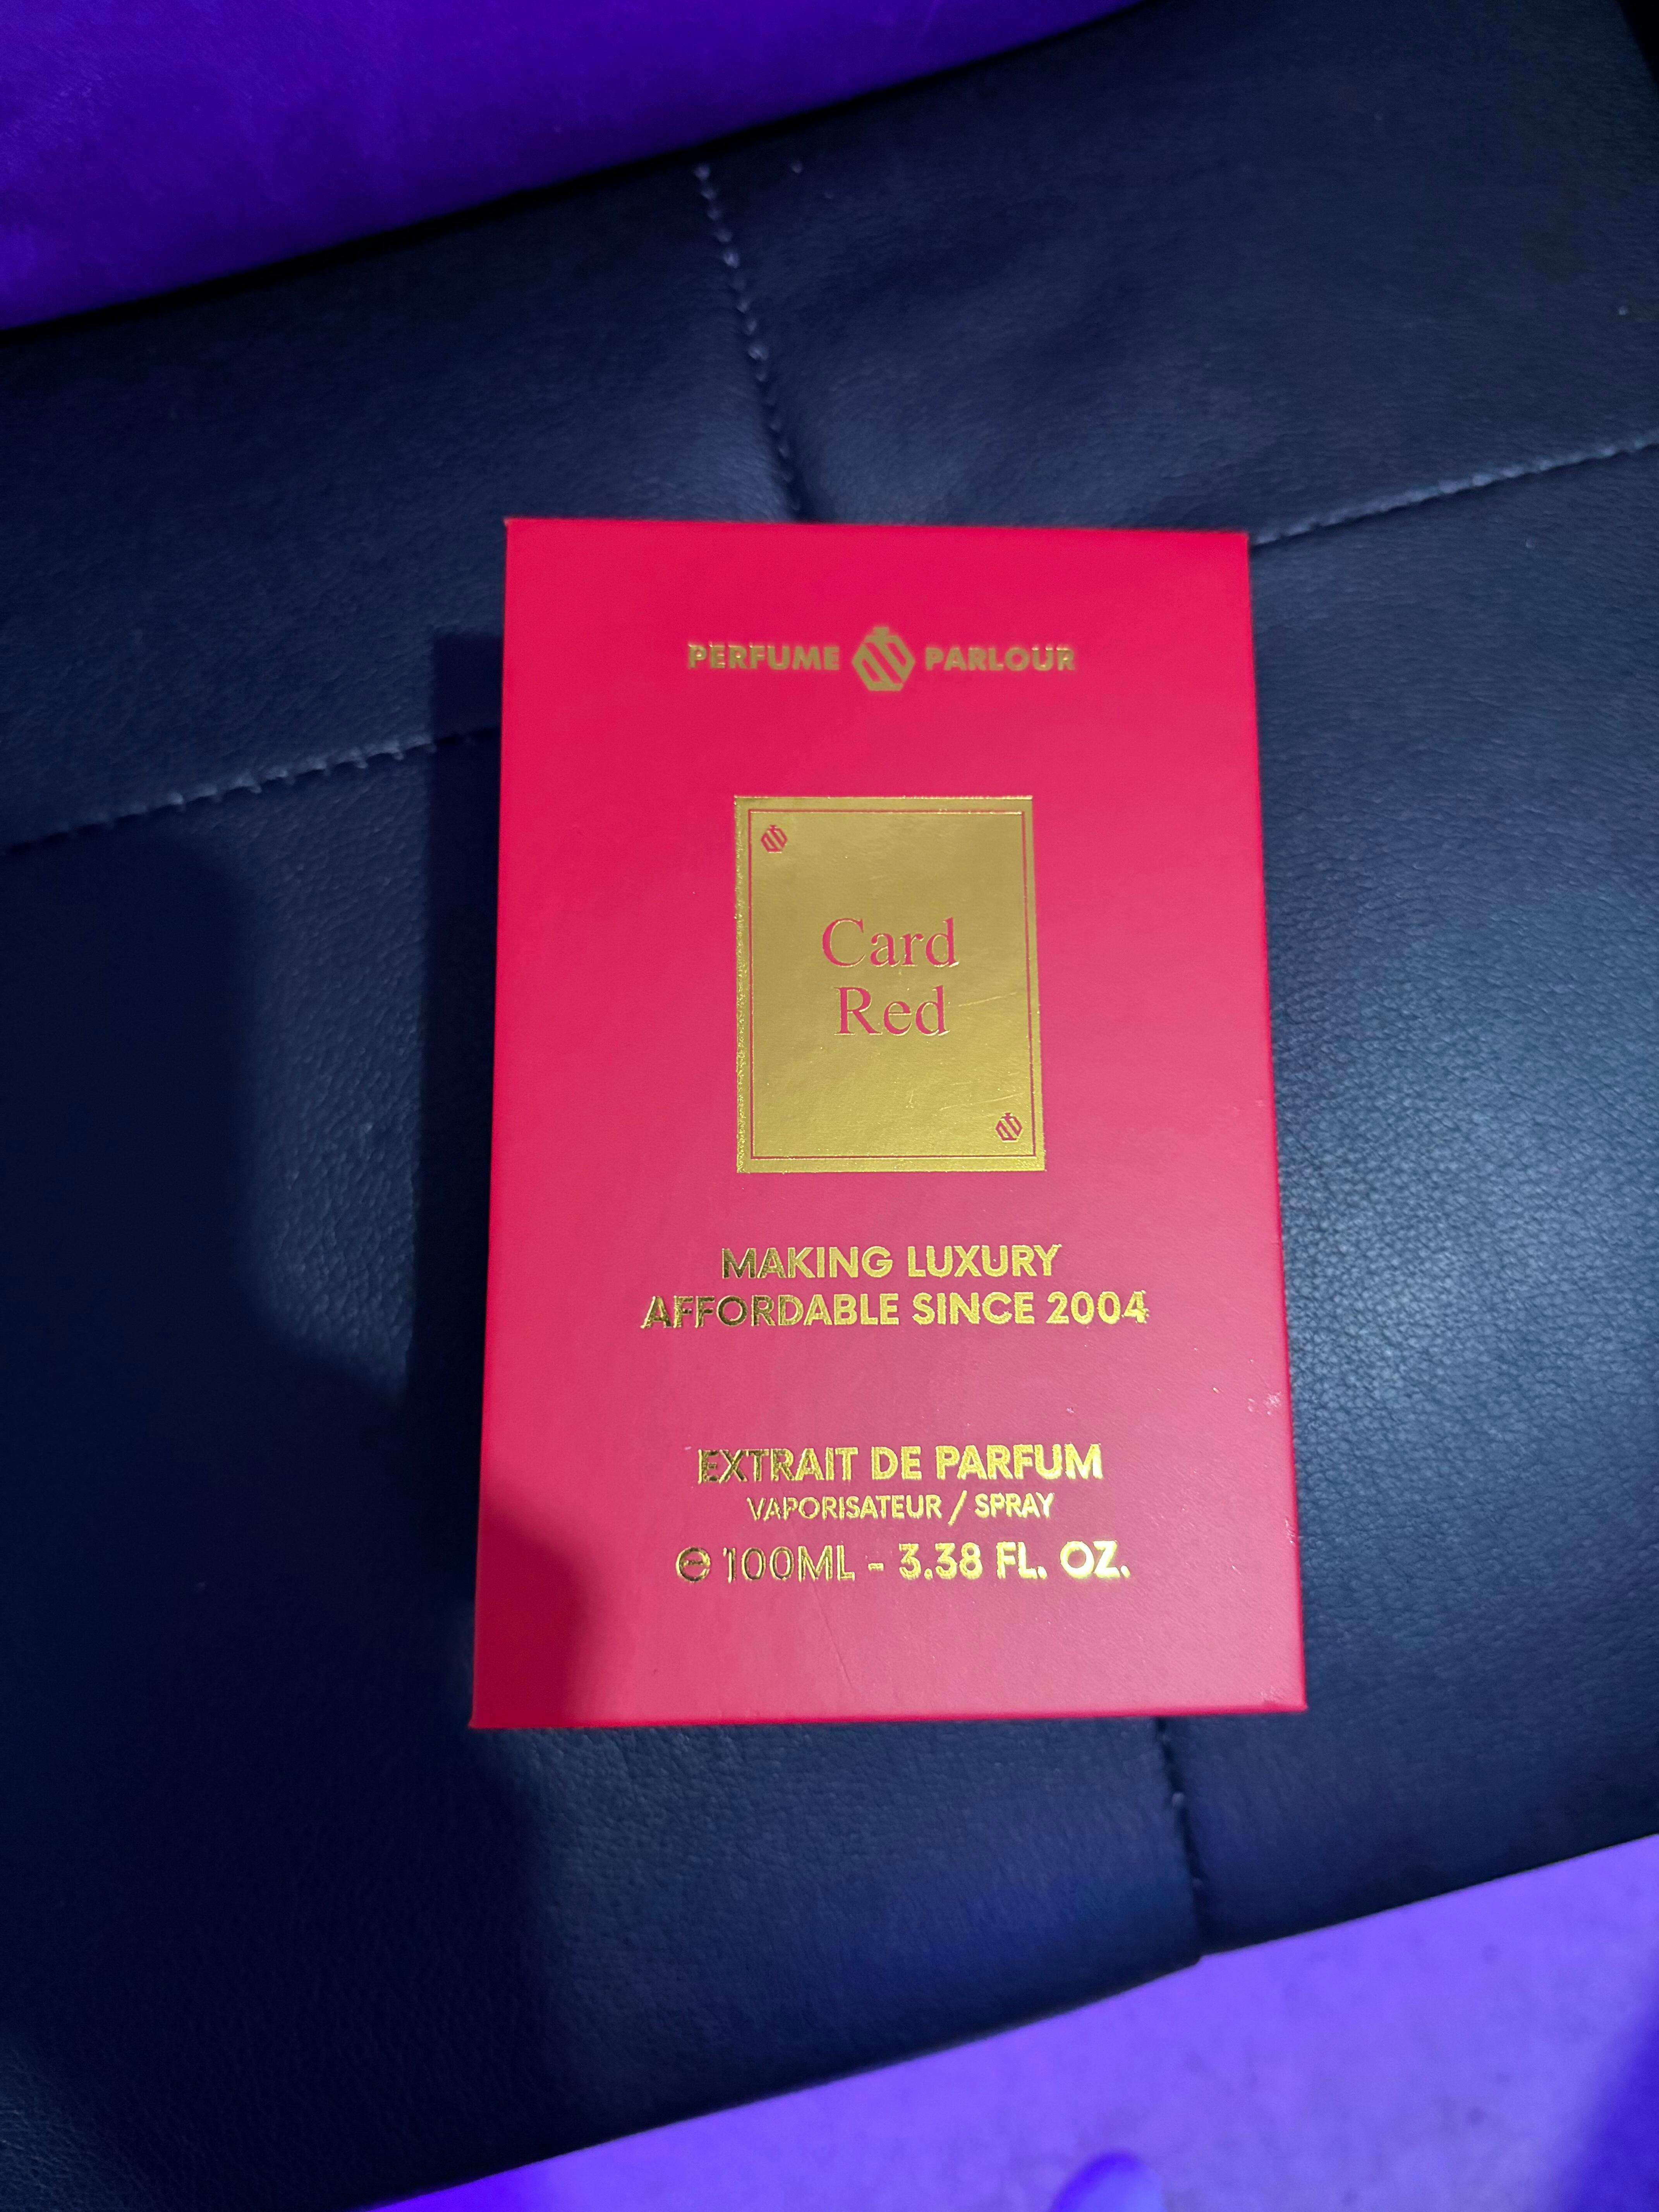 PERFUME PARLOUR
Card
Red
MAKING LUXURY
AFFORDABLE SINCE 2004
EXTRAIT DE PARFUM
VAPORISATEUR / SPRAY
℮ 100ML - 3.38 FL. OZ.